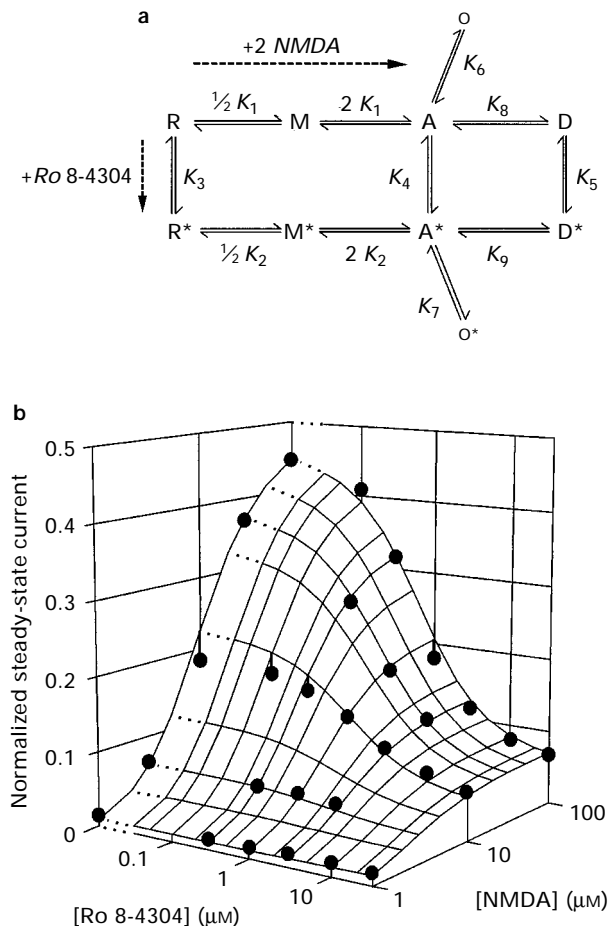 a
O
+2 NMDA
K6
½ K1
2 K1
K8
R
M
A
D
+Ro 8-4304
K3
K4
K5
R*
M*
A*
D*
½ K2
2 K2
K9
K7
O*
b
0.5
0.4
0.3
0.2
0.1
0
Normalized steady-state current
0.1
1
10
[Ro 8-4304] (μM)
1
10
100
[NMDA] (μM)